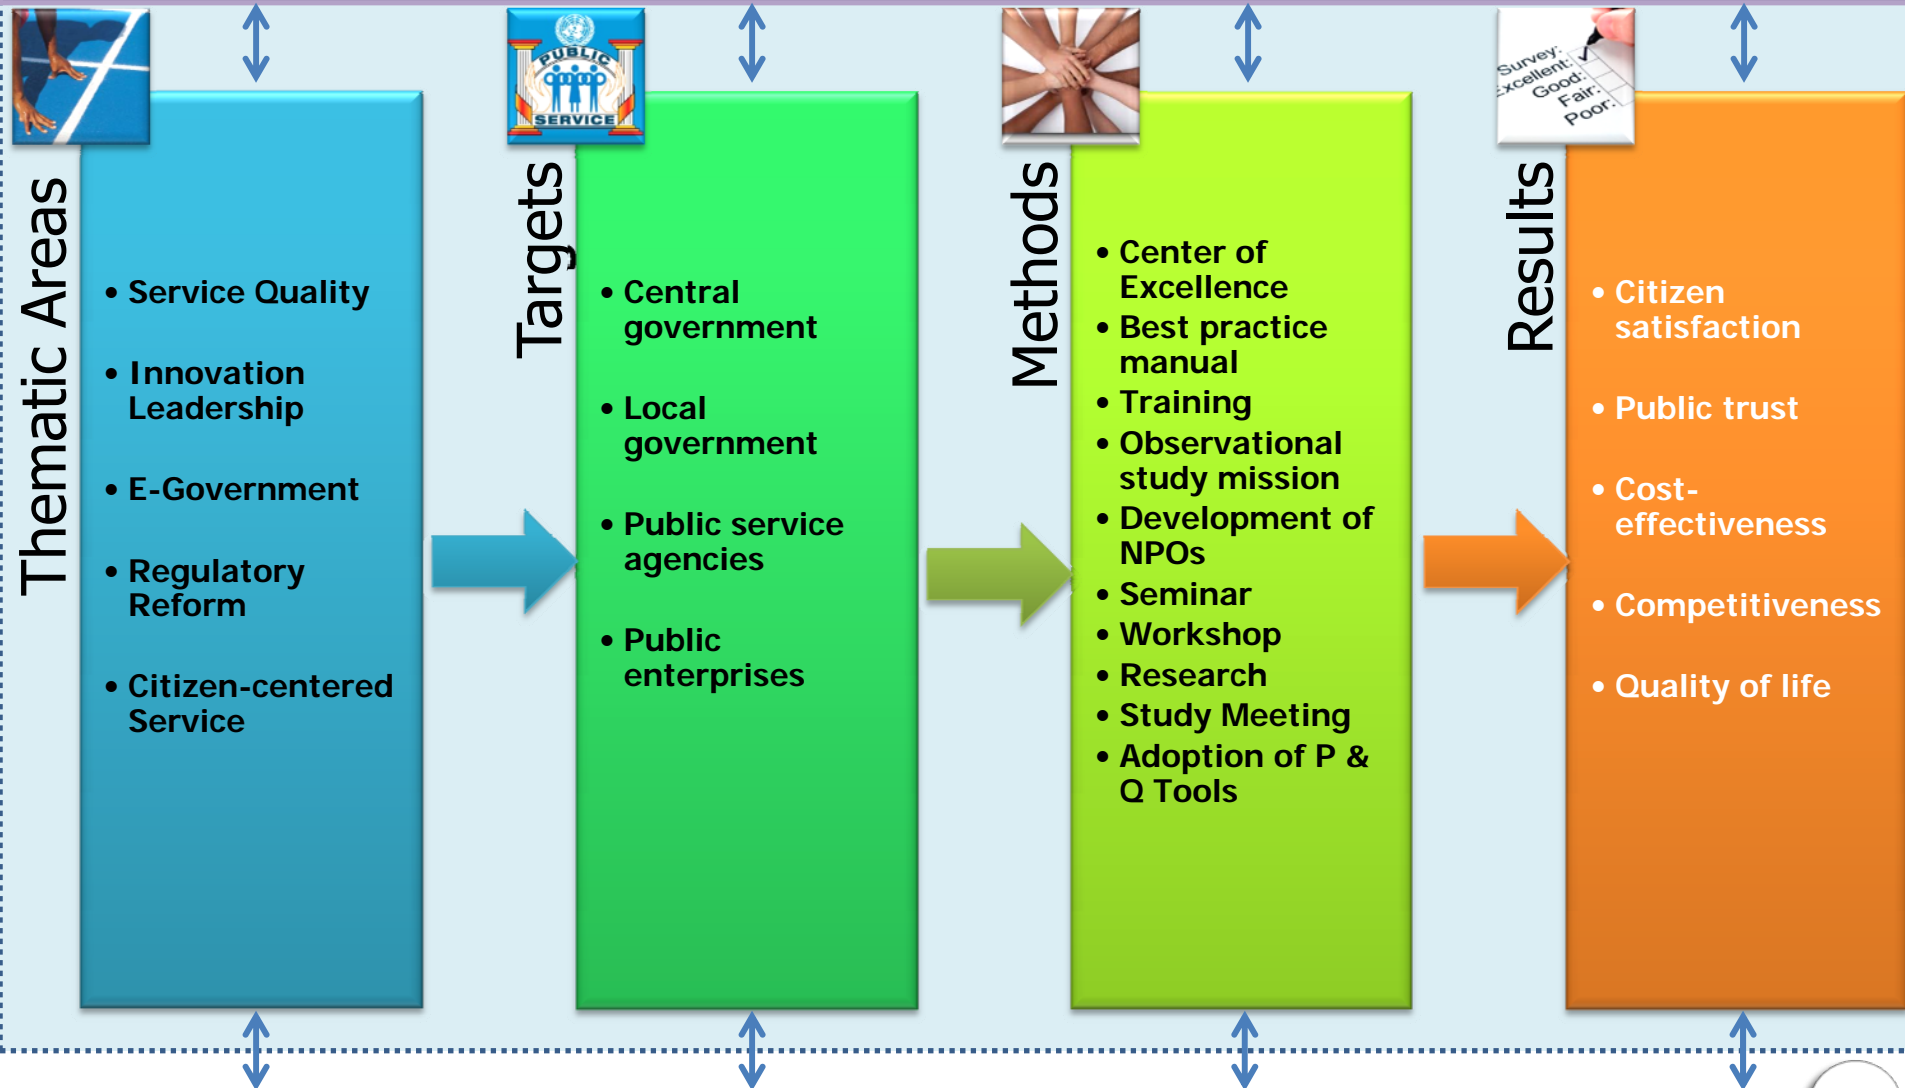 Thematic Areas
• Service Quality
• Innovation
Leadership
• E-Government
• Regulatory
Reform
• Citizen-centered
Service
PUBLIC
SERVICE
Targets
• Central
government
• Local
government
• Public service
agencies
• Public
enterprises
Methods
• Center of
Excellence
• Best practice
manual
• Training
• Observational
study mission
• Development of
NPOs
• Seminar
• Workshop
• Research
• Study Meeting
• Adoption of P &
Q Tools
Survey:
Excellent:
Good:
Fair:
Poor:
Results
• Citizen
satisfaction
• Public trust
• Cost-
effectiveness
• Competitiveness
• Quality of life